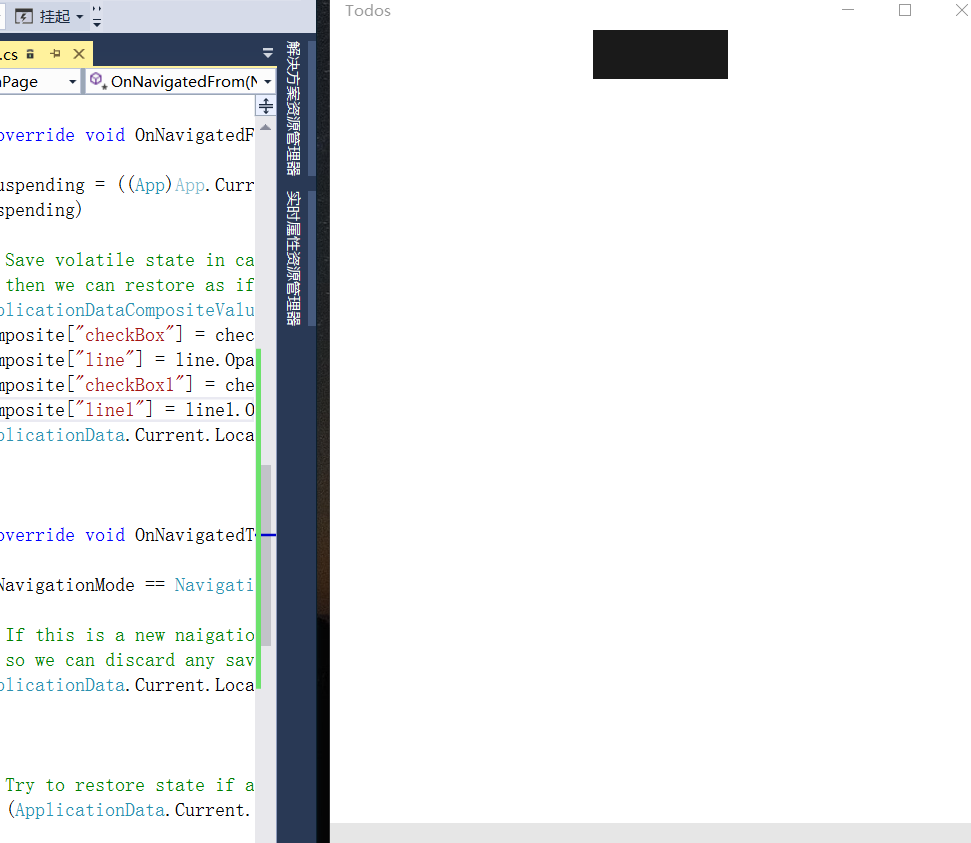 挂起
.cs
Page
OnNavigatedFrom(N
override void OnNavigatedF
uspending = ((App)App.Curr
spending)
Save volatile state in ca
then we can restore as if
plicationDataCompositeValu
mposite["checkBox"] = chec
mposite["line"] = line.Opa
mposite["checkBox1"] = che
mposite["line1"] = line1.O
plicationData.Current.Loca
override void OnNavigatedT
NavigationMode == Navigati
If this is a new naigatio
so we can discard any sav
plicationData.Current.Loca
Try to restore state if a
(ApplicationData.Current.
解决方案资源管理器
实时属性资源管理器
Todos